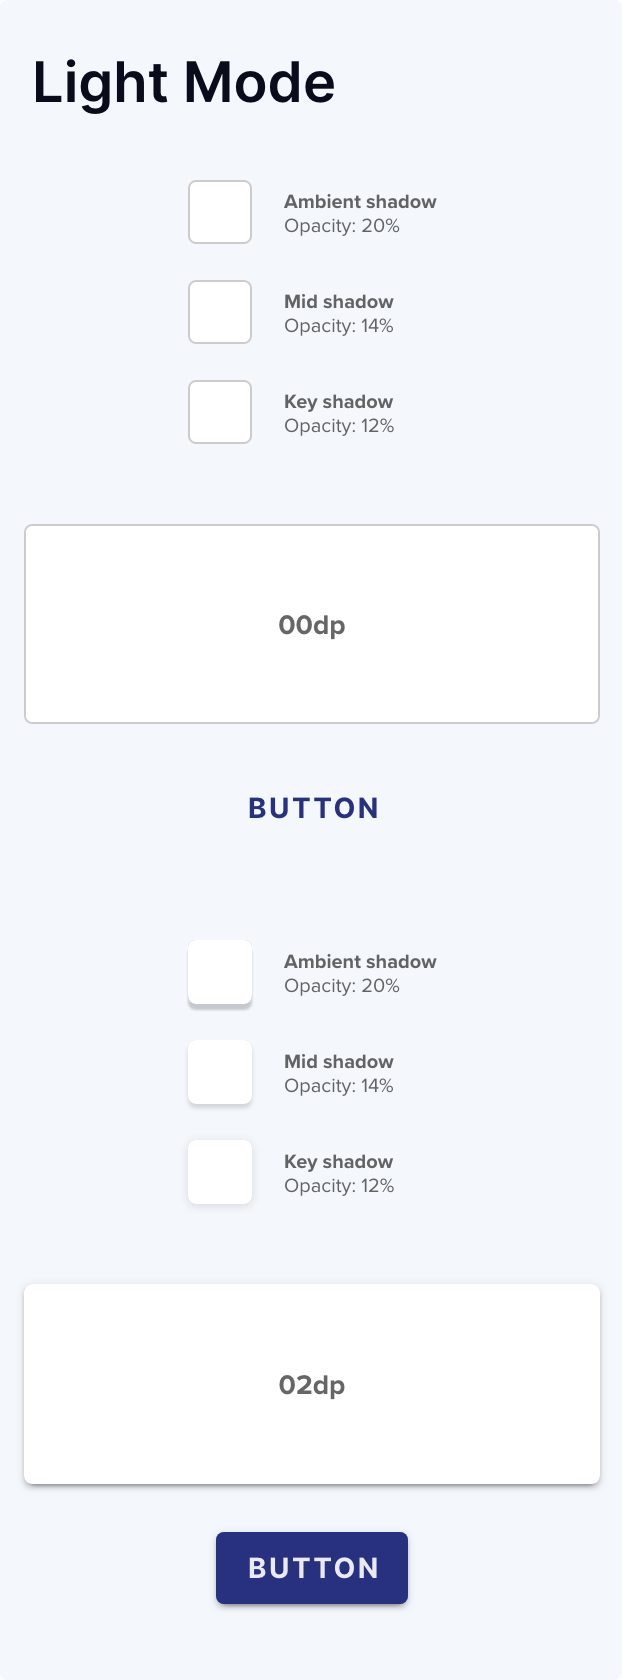 Light Mode
Ambient shadow
Opacity: 20%
Mid shadow
Opacity: 14%
Key shadow
Opacity: 12%
00dp
BUTTON
Ambient shadow
Opacity: 20%
Mid shadow
Opacity: 14%
Key shadow
Opacity: 12%
02dp
BUTTON